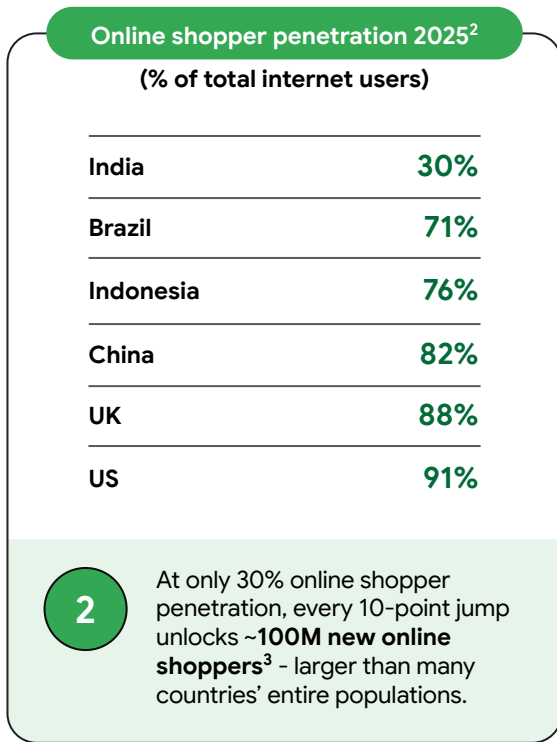 Online shopper penetration 2025²
(% of total internet users)
India 30%
Brazil 71%
Indonesia 76%
China 82%
UK 88%
US 91%
2
At only 30% online shopper
penetration, every 10-point jump
unlocks ~100M new online
shoppers³ - larger than many
countries’ entire populations.